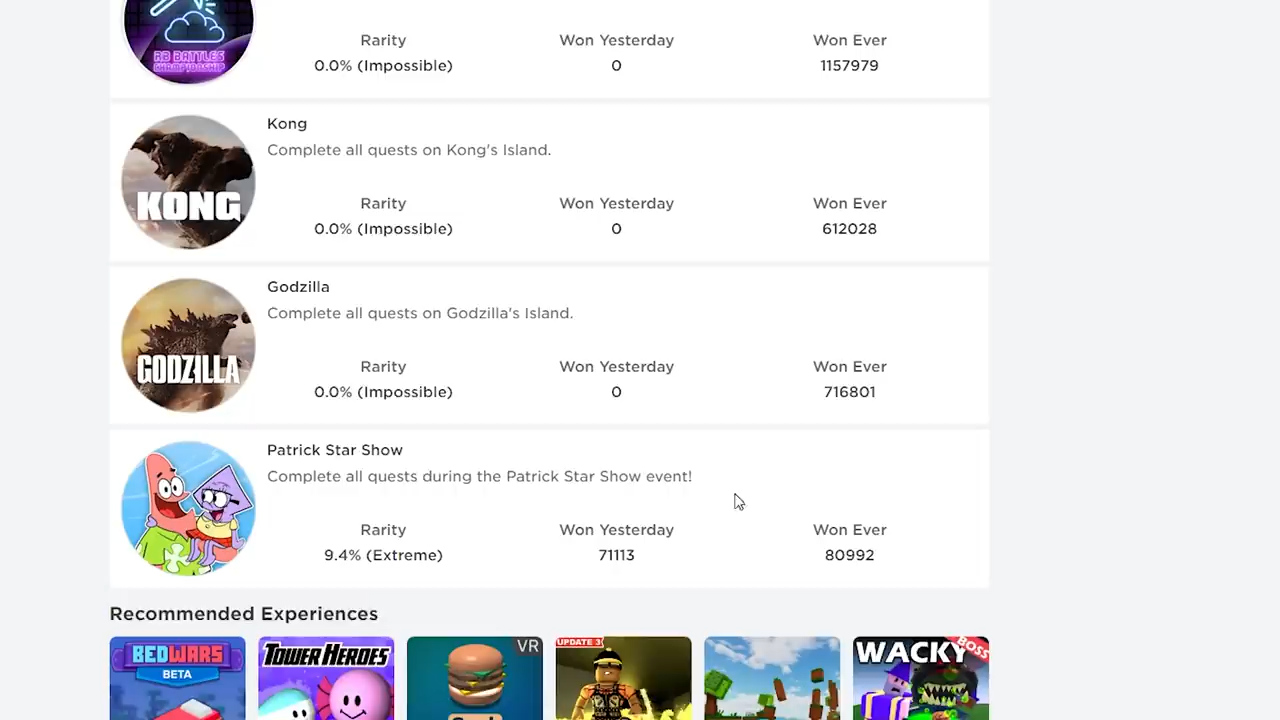 RB BATTLES
CHAMPIONSHIP
Rarity Won Yesterday Won Ever
0.0% (Impossible) 0 1157979
KONG
Kong
Complete all quests on Kong's Island.
Rarity Won Yesterday Won Ever
0.0% (Impossible) 0 612028
GODZILLA
Godzilla
Complete all quests on Godzilla's Island.
Rarity Won Yesterday Won Ever
0.0% (Impossible) 0 716801
Patrick Star Show
Complete all quests during the Patrick Star Show event!
Rarity Won Yesterday Won Ever
9.4% (Extreme) 71113 80992
Recommended Experiences
BEDWARS
BETA
TOWER HEROES
VR
UPDATE 30
WACKY
BOSS